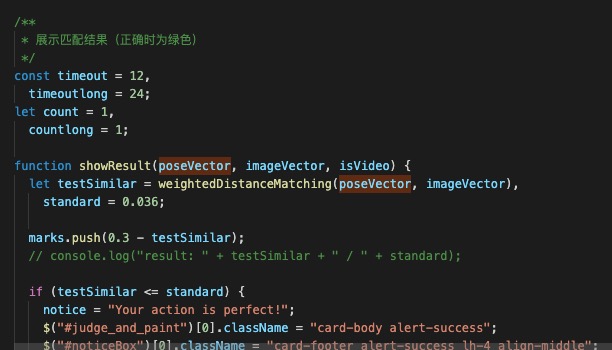 /**
 * 展示匹配结果（正确时为绿色）
 */
const timeout = 12,
  timeoutlong = 24;
let count = 1,
  countlong = 1;
function showResult(poseVector, imageVector, isVideo) {
  let testSimilar = weightedDistanceMatching(poseVector, imageVector),
    standard = 0.036;
  marks.push(0.3 - testSimilar);
  // console.log("result: " + testSimilar + " / " + standard);
  if (testSimilar <= standard) {
    notice = "Your action is perfect!";
    $("#judge_and_paint")[0].className = "card-body alert-success";
    $("#noticeBox")[0].className = "card-footer alert-success lh-4 align-middle";